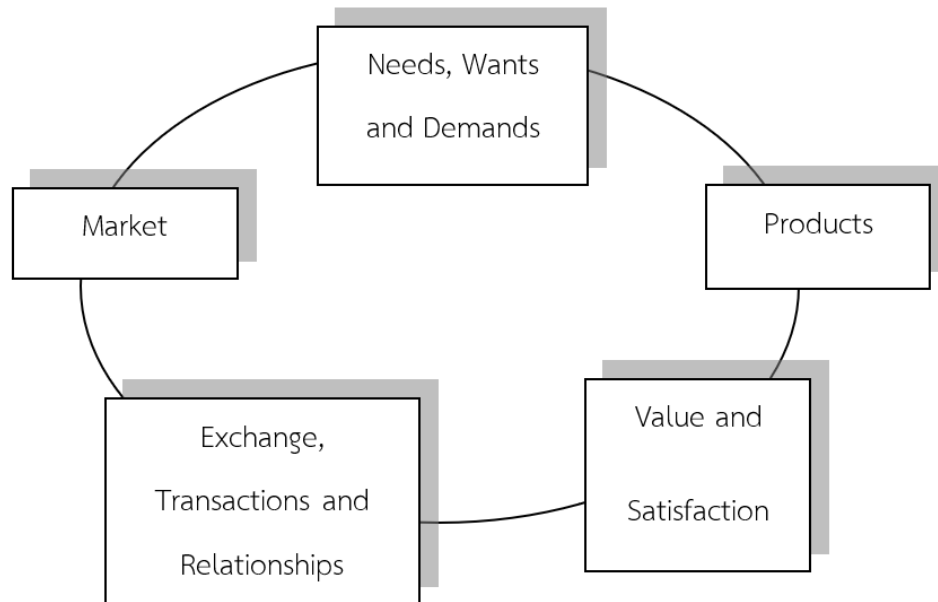 Needs, Wants
and Demands
Market
Products
Value and
Satisfaction
Exchange,
Transactions and
Relationships